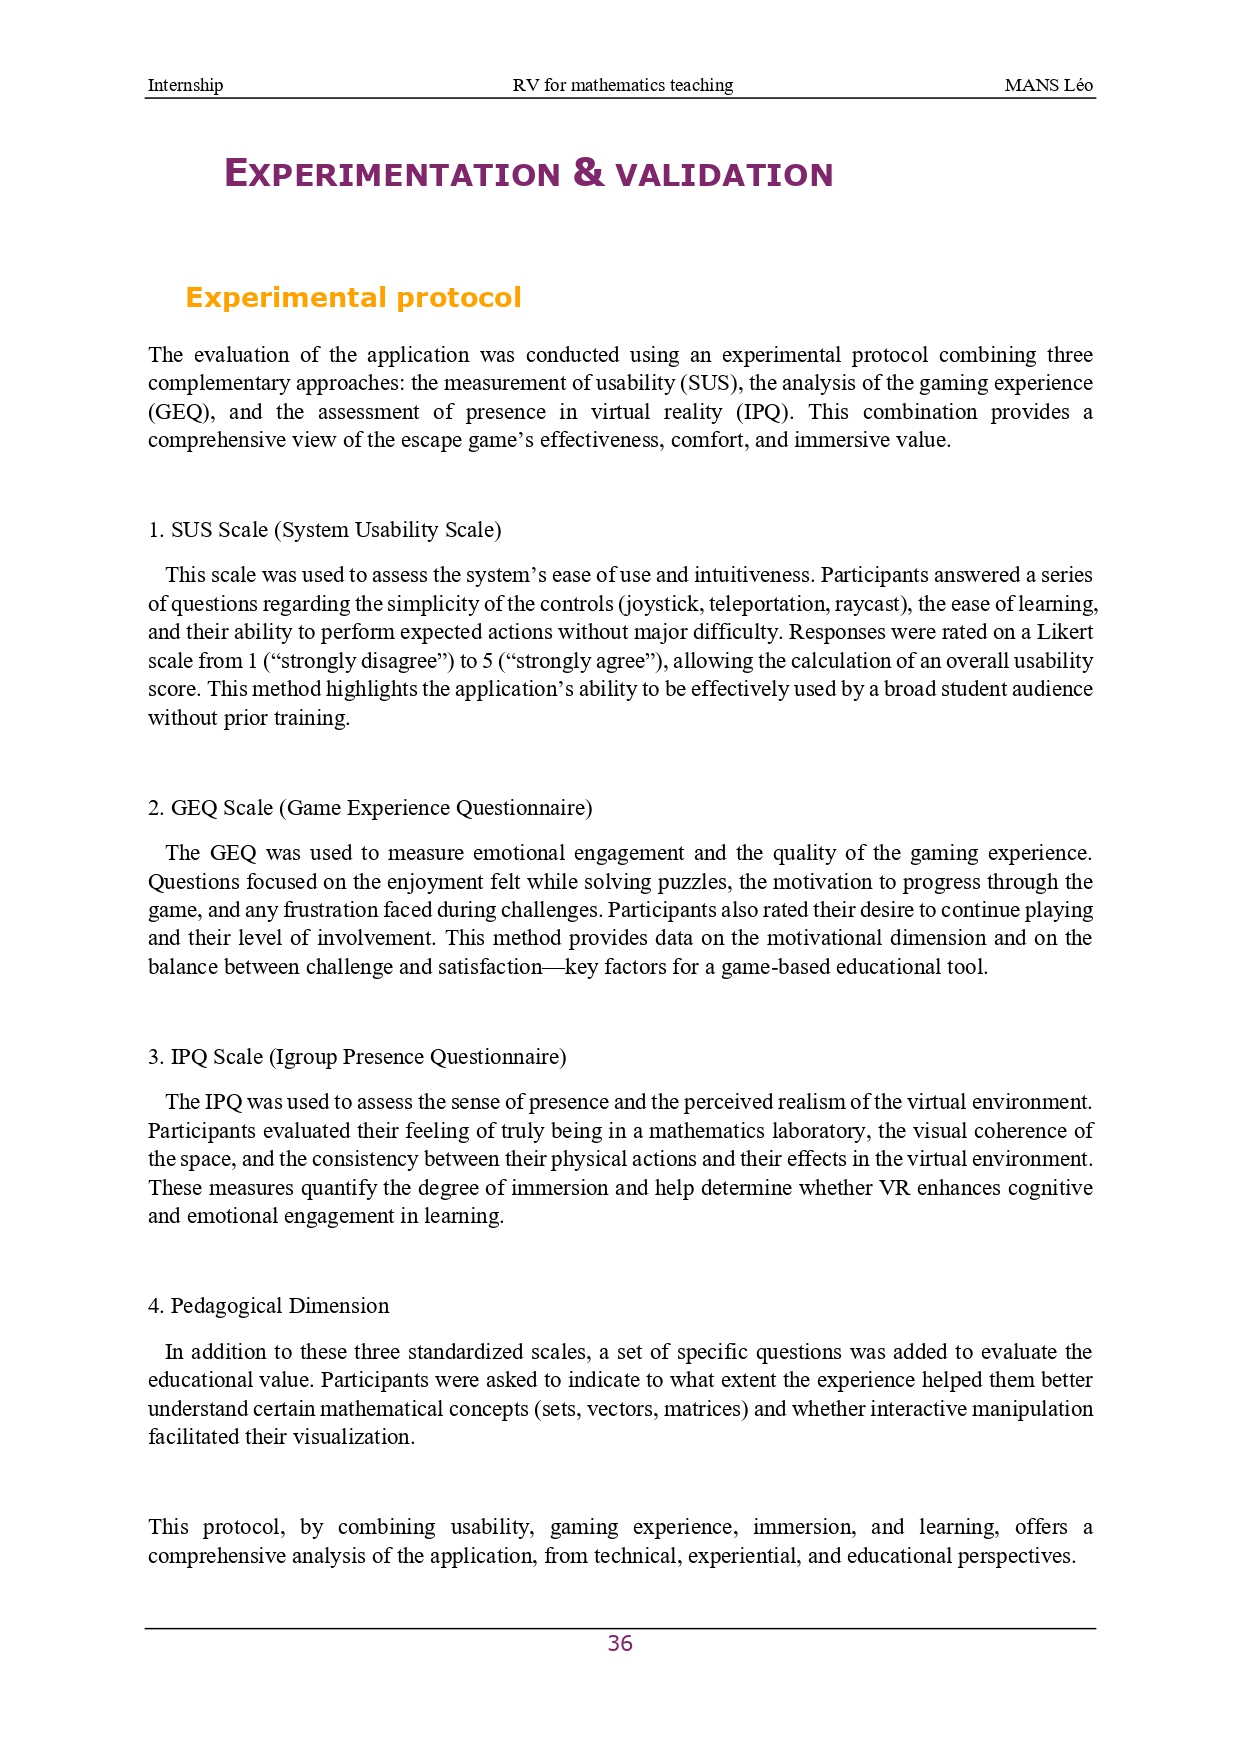 Internship RV for mathematics teaching MANS Léo
EXPERIMENTATION & VALIDATION
Experimental protocol
The evaluation of the application was conducted using an experimental protocol combining three
complementary approaches: the measurement of usability (SUS), the analysis of the gaming experience
(GEQ), and the assessment of presence in virtual reality (IPQ). This combination provides a
comprehensive view of the escape game’s effectiveness, comfort, and immersive value.
1. SUS Scale (System Usability Scale)
This scale was used to assess the system’s ease of use and intuitiveness. Participants answered a series
of questions regarding the simplicity of the controls (joystick, teleportation, raycast), the ease of learning,
and their ability to perform expected actions without major difficulty. Responses were rated on a Likert
scale from 1 (“strongly disagree”) to 5 (“strongly agree”), allowing the calculation of an overall usability
score. This method highlights the application’s ability to be effectively used by a broad student audience
without prior training.
2. GEQ Scale (Game Experience Questionnaire)
The GEQ was used to measure emotional engagement and the quality of the gaming experience.
Questions focused on the enjoyment felt while solving puzzles, the motivation to progress through the
game, and any frustration faced during challenges. Participants also rated their desire to continue playing
and their level of involvement. This method provides data on the motivational dimension and on the
balance between challenge and satisfaction—key factors for a game-based educational tool.
3. IPQ Scale (Igroup Presence Questionnaire)
The IPQ was used to assess the sense of presence and the perceived realism of the virtual environment.
Participants evaluated their feeling of truly being in a mathematics laboratory, the visual coherence of
the space, and the consistency between their physical actions and their effects in the virtual environment.
These measures quantify the degree of immersion and help determine whether VR enhances cognitive
and emotional engagement in learning.
4. Pedagogical Dimension
In addition to these three standardized scales, a set of specific questions was added to evaluate the
educational value. Participants were asked to indicate to what extent the experience helped them better
understand certain mathematical concepts (sets, vectors, matrices) and whether interactive manipulation
facilitated their visualization.
This protocol, by combining usability, gaming experience, immersion, and learning, offers a
comprehensive analysis of the application, from technical, experiential, and educational perspectives.
36